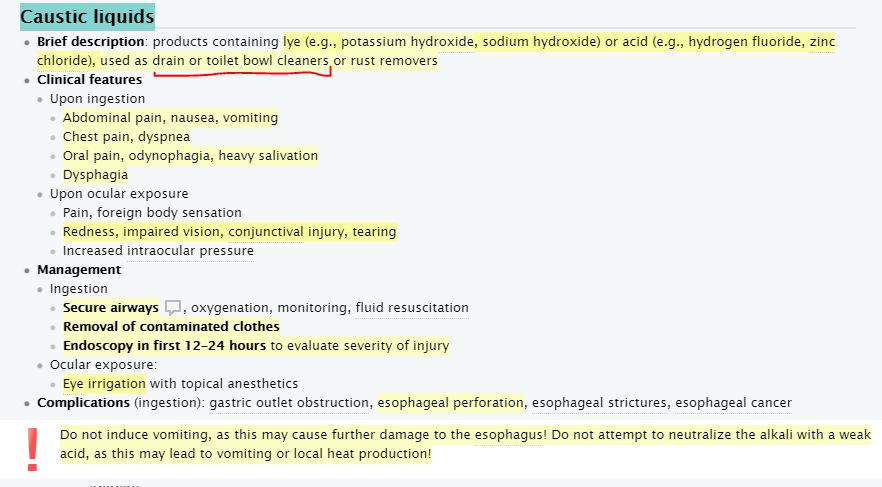 Caustic liquids
Brief description: products containing lye (e.g., potassium hydroxide, sodium hydroxide) or acid (e.g., hydrogen fluoride, zinc
chloride), used as drain or toilet bowl cleaners or rust removers
Clinical features
Upon ingestion
Abdominal pain, nausea, vomiting
Chest pain, dyspnea
Oral pain, odynophagia, heavy salivation
Dysphagia
Upon ocular exposure
Pain, foreign body sensation
Redness, impaired vision, conjunctival injury, tearing
Increased intraocular pressure
Management
Ingestion
Secure airways , oxygenation, monitoring, fluid resuscitation
Removal of contaminated clothes
Endoscopy in first 12–24 hours to evaluate severity of injury
Ocular exposure:
Eye irrigation with topical anesthetics
Complications (ingestion): gastric outlet obstruction, esophageal perforation, esophageal strictures, esophageal cancer
Do not induce vomiting, as this may cause further damage to the esophagus! Do not attempt to neutralize the alkali with a weak
acid, as this may lead to vomiting or local heat production!